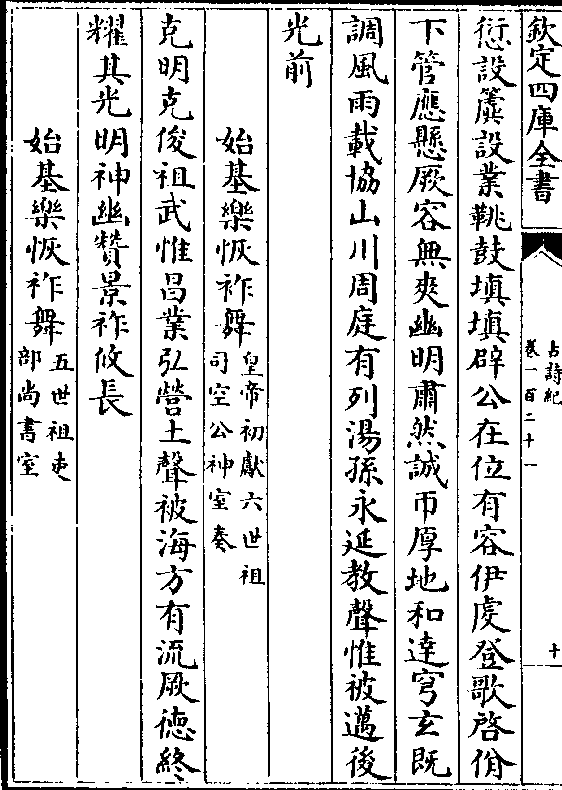 欽定四庫全書
古詩紀
卷一百二十一
十
愆設簴設業鞉鼓填填辟公在位有容伊虔登歌啓佾
下管應懸厥容無爽幽明肅然誠帀厚地和達穹玄既
調風雨載協山川周庭有列湯孫永延教聲惟被邁後
光前
始基樂恢祚舞皇帝初獻六世祖
司空公神室奏
克明克俊祖武惟昌業弘營土聲被海方有流厥德終
耀其光明神幽贊景祚攸長
始基樂恢祚舞五世祖吏
部尚書室